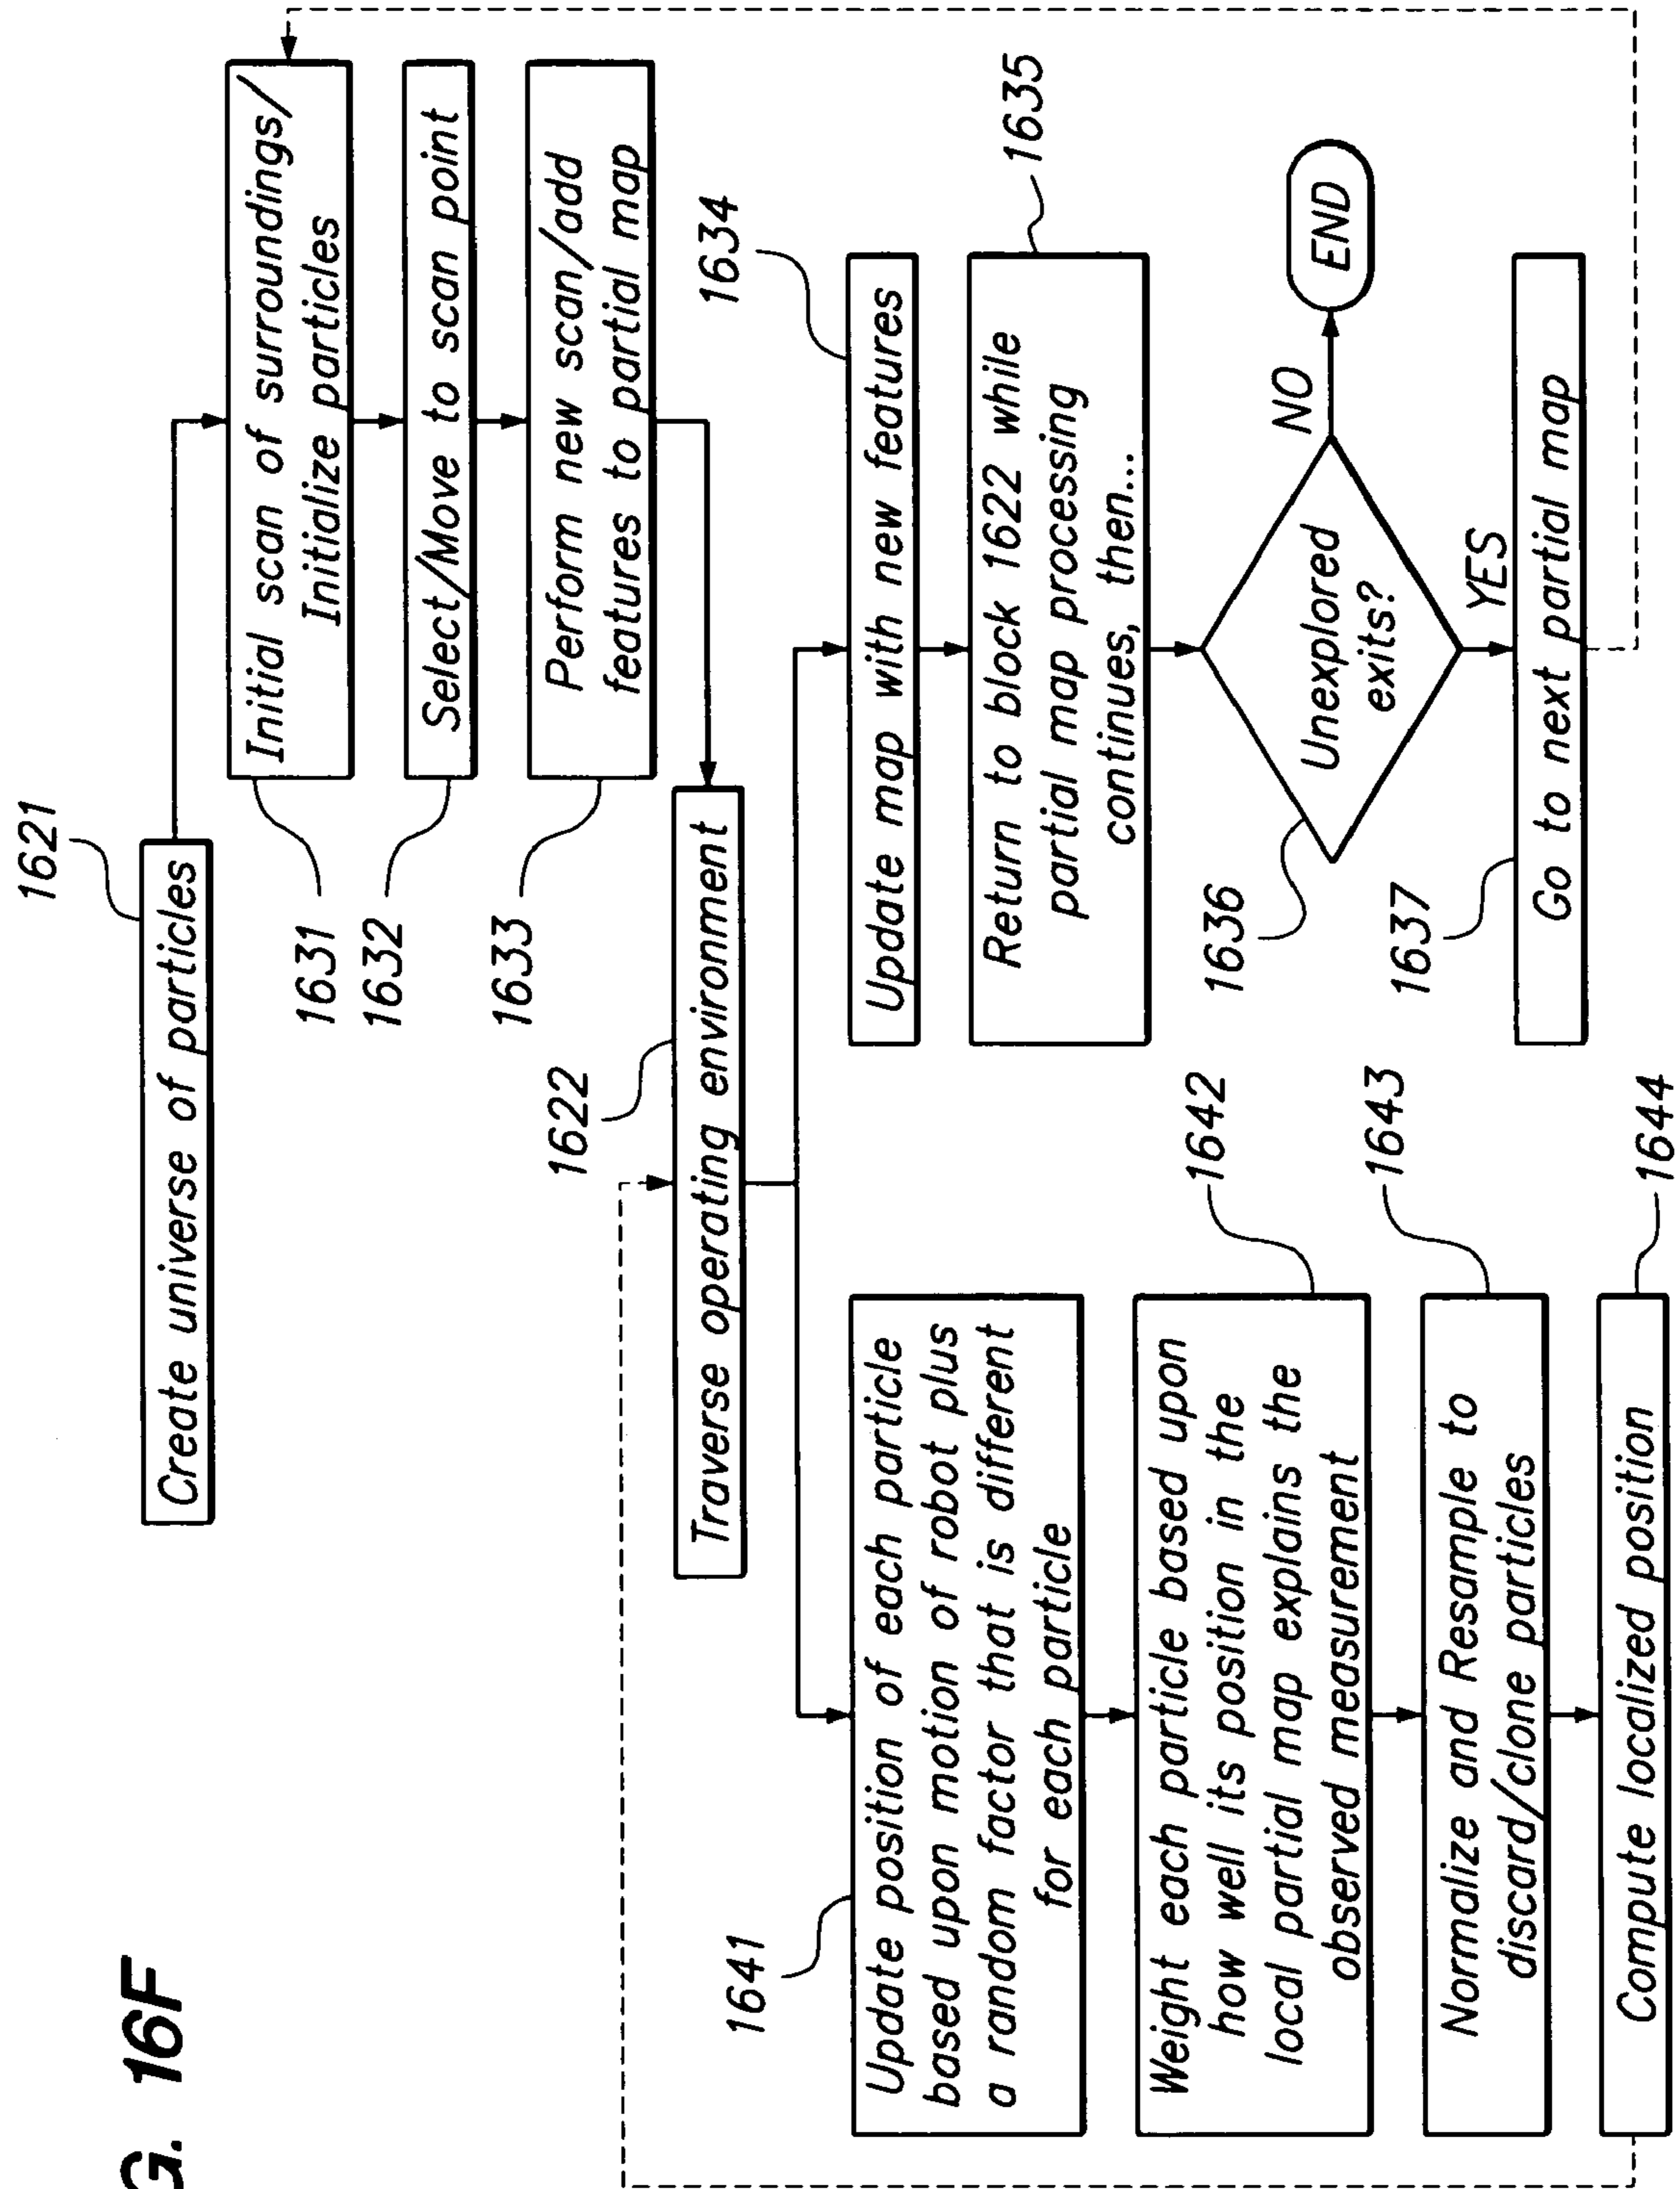 G. 16F
1621
Create universe of particles
Initial scan of surroundings/
Initialize particles
1631
Select/Move to scan point
1632
Perform new scan/add
features to partial map
1633
1622
Traverse operating environment
1634
Update map with new features
1635
Return to block 1622 while
partial map processing
continues, then...
1636
Unexplored
exits?
NO
END
YES
1637
Go to next partial map
1641
Update position of each particle
based upon motion of robot plus
a random factor that is different
for each particle
1642
Weight each particle based upon
how well its position in the
local partial map explains the
observed measurement
1643
Normalize and Resample to
discard/clone particles
1644
Compute localized position